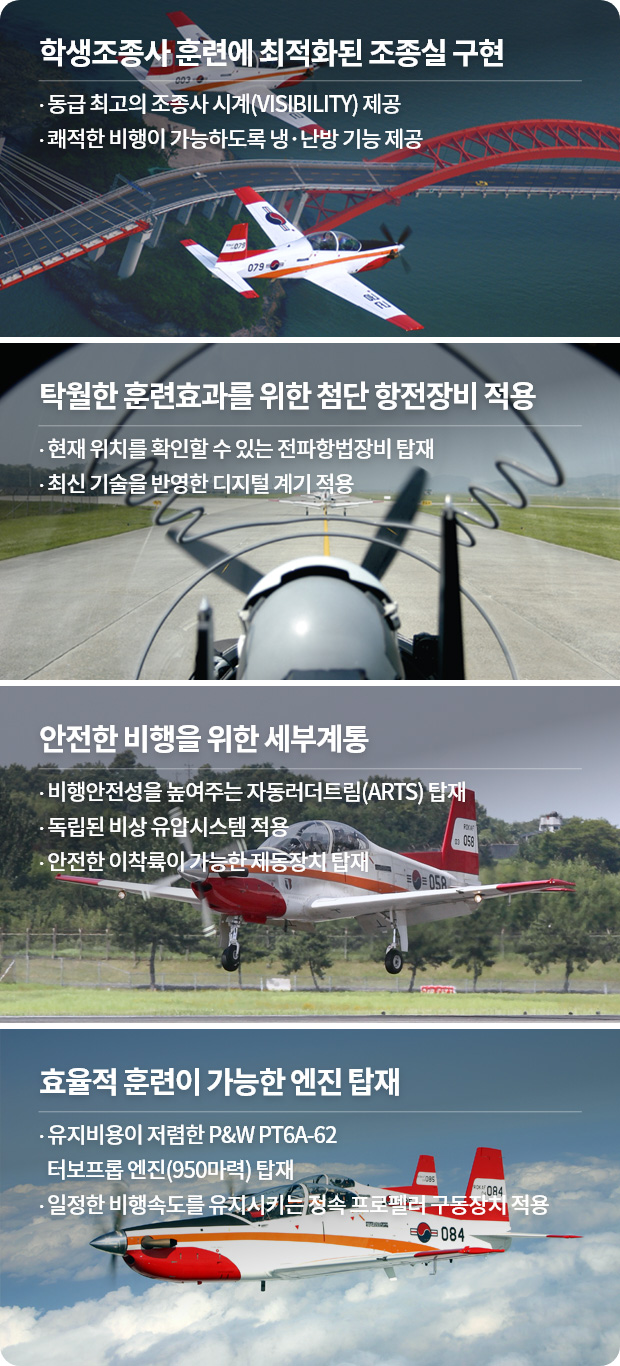 학생조종사 훈련에 최적화된 조종실 구현
· 동급 최고의 조종사 시계(VISIBILITY) 제공
· 쾌적한 비행이 가능하도록 냉·난방 기능 제공
003
079
079
탁월한 훈련효과를 위한 첨단 항전장비 적용
· 현재 위치를 확인할 수 있는 전파항법장비 탑재
· 최신 기술을 반영한 디지털 계기 적용
안전한 비행을 위한 세부계통
· 비행안전성을 높여주는 자동러더트림(ARTS) 탑재
· 독립된 비상 유압시스템 적용
· 안전한 이착륙이 가능한 제동장치 탑재
058
058
효율적 훈련이 가능한 엔진 탑재
· 유지비용이 저렴한 P&W PT6A-62
터보프롭 엔진(950마력) 탑재
· 일정한 비행속도를 유지시키는 정속 프로펠러 구동장치 적용
085
084
084